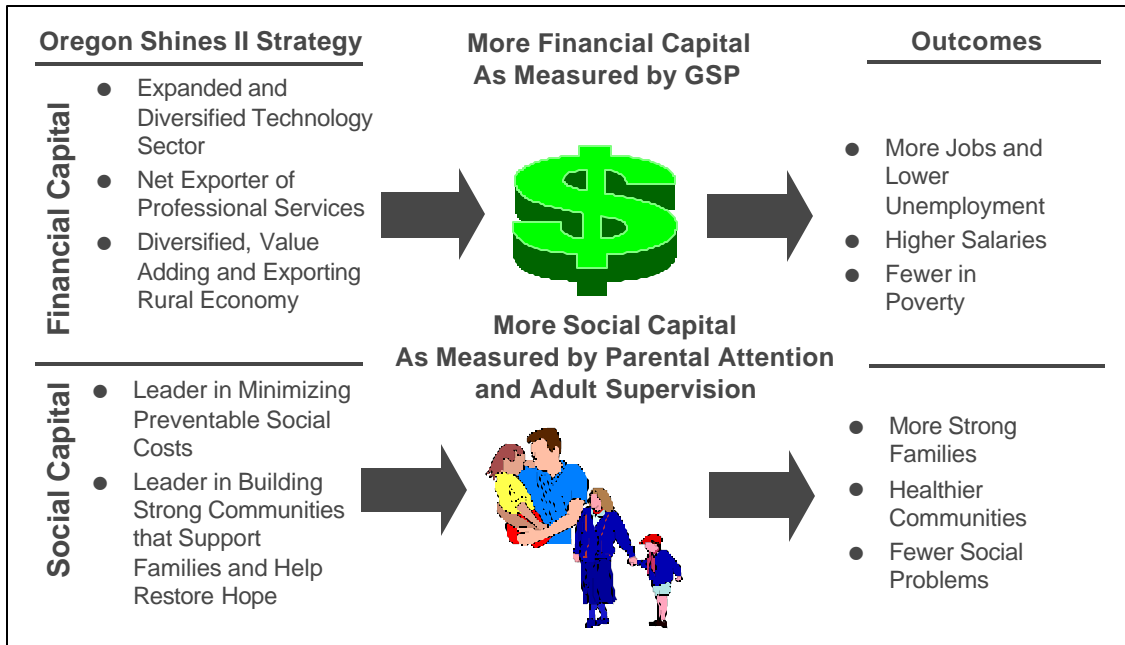 Oregon Shines II Strategy
More Financial Capital
As Measured by GSP
Outcomes
Financial Capital
● Expanded and
Diversified Technology
Sector
● Net Exporter of
Professional Services
● Diversified, Value
Adding and Exporting
Rural Economy
● More Jobs and
Lower
Unemployment
● Higher Salaries
● Fewer in
Poverty
More Social Capital
As Measured by Parental Attention
and Adult Supervision
Social Capital
● Leader in Minimizing
Preventable Social
Costs
● Leader in Building
Strong Communities
that Support
Families and Help
Restore Hope
● More Strong
Families
● Healthier
Communities
● Fewer Social
Problems